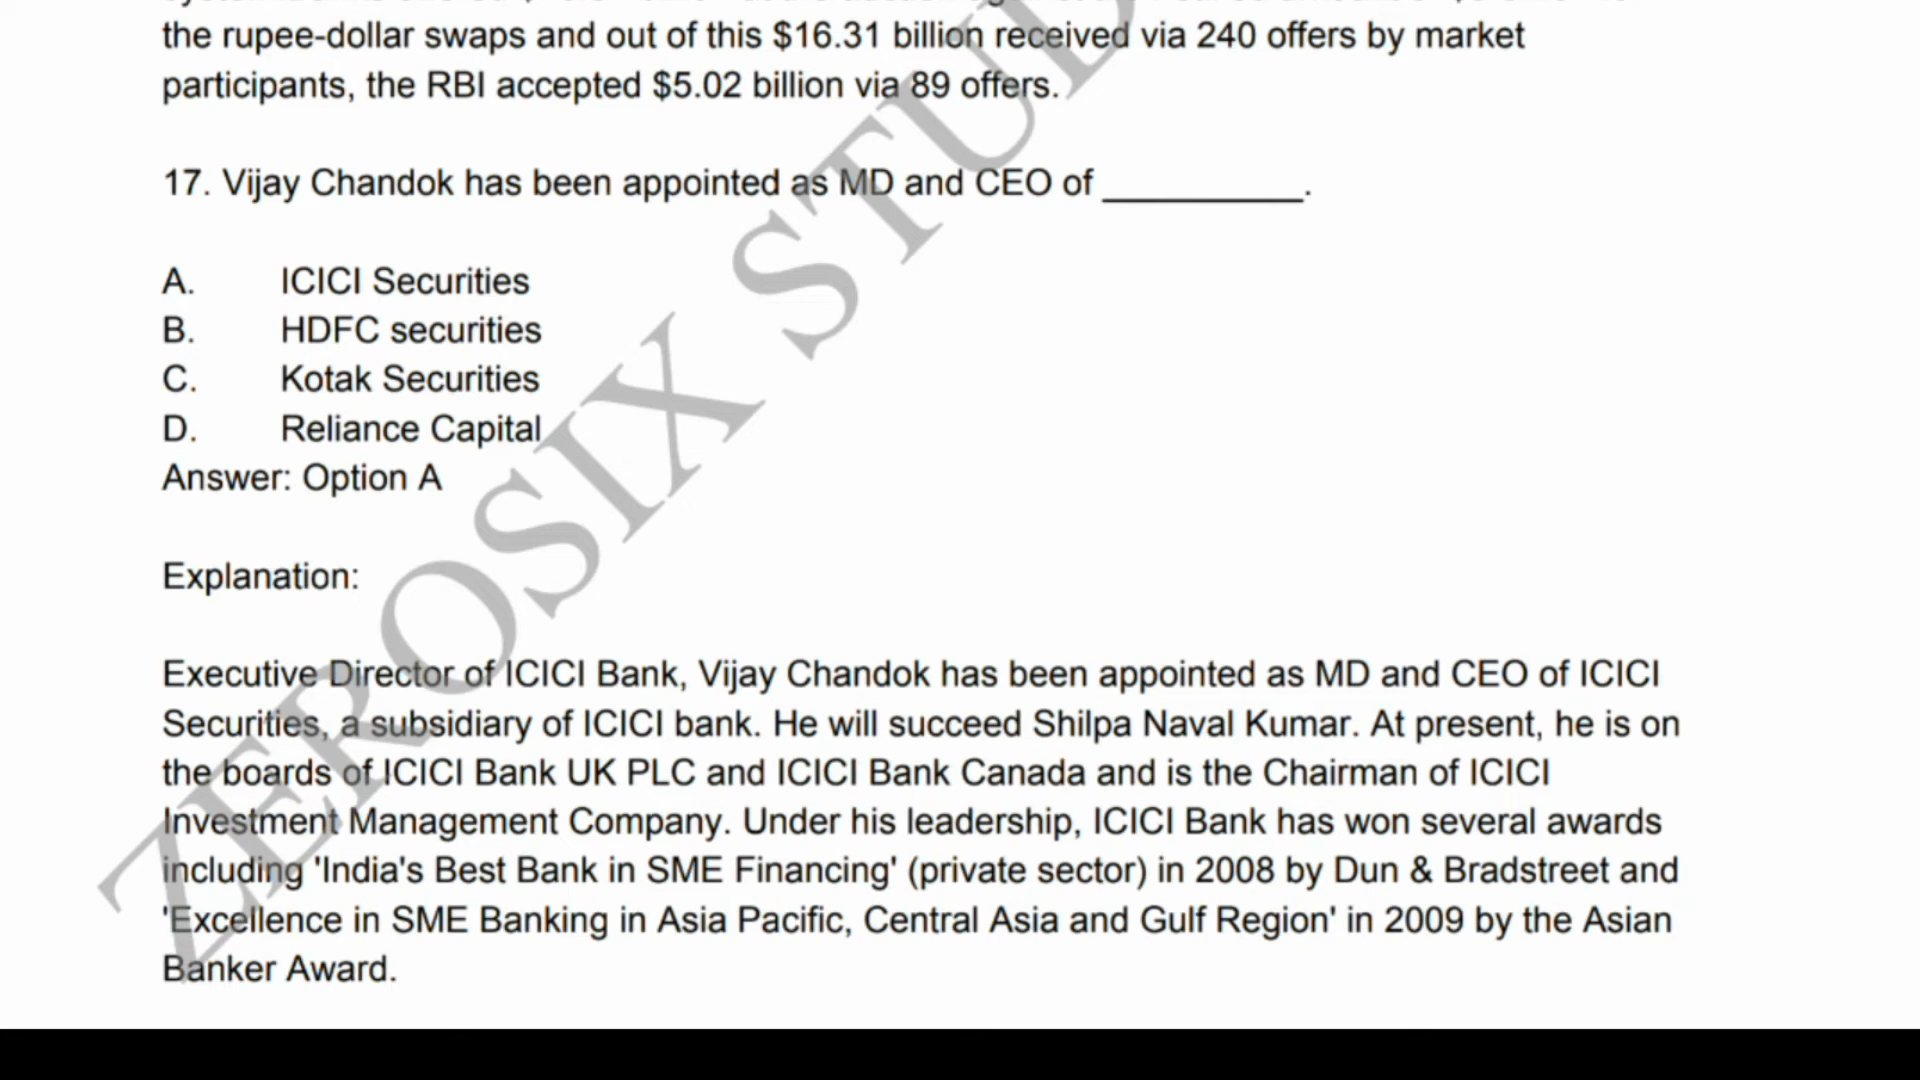 the rupee-dollar swaps and out of this $16.31 billion received via 240 offers by market
participants, the RBI accepted $5.02 billion via 89 offers.
17. Vijay Chandok has been appointed as MD and CEO of __________.
A. ICICI Securities
B. HDFC securities
C. Kotak Securities
D. Reliance Capital
Answer: Option A
Explanation:
Executive Director of ICICI Bank, Vijay Chandok has been appointed as MD and CEO of ICICI
Securities, a subsidiary of ICICI bank. He will succeed Shilpa Naval Kumar. At present, he is on
the boards of ICICI Bank UK PLC and ICICI Bank Canada and is the Chairman of ICICI
Investment Management Company. Under his leadership, ICICI Bank has won several awards
including 'India's Best Bank in SME Financing' (private sector) in 2008 by Dun & Bradstreet and
'Excellence in SME Banking in Asia Pacific, Central Asia and Gulf Region' in 2009 by the Asian
Banker Award.
ZEROSIX STUD